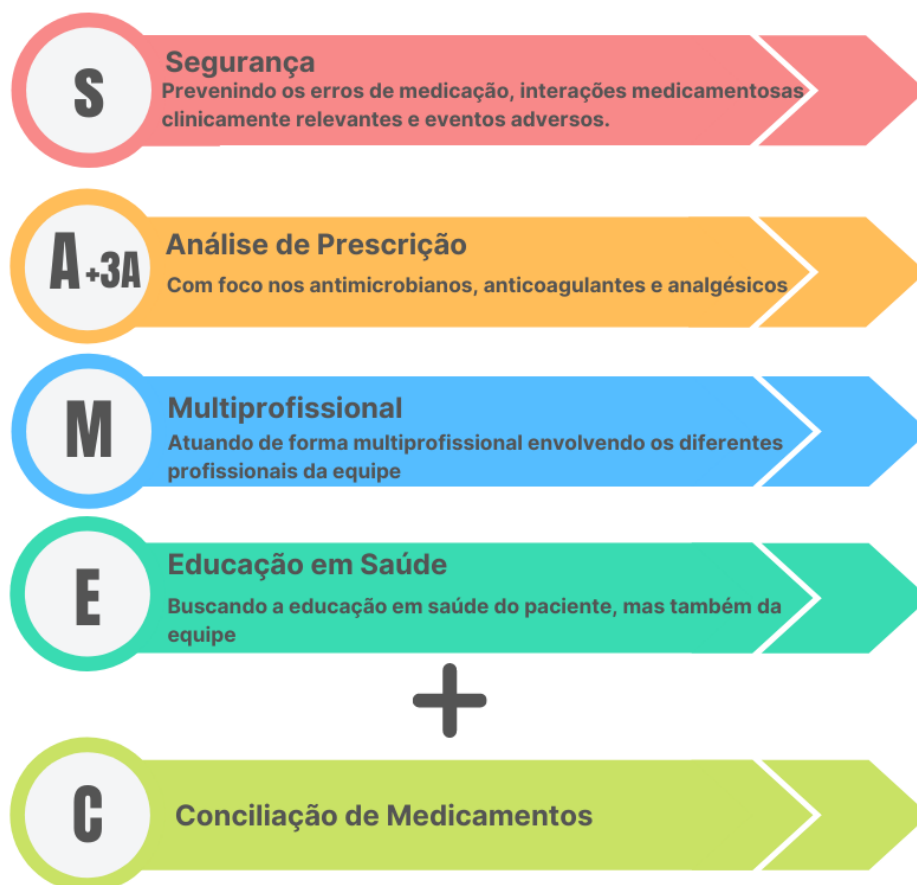 S
Segurança
Prevenindo os erros de medicação, interações medicamentosas
clinicamente relevantes e eventos adversos.
A +3A
Análise de Prescrição
Com foco nos antimicrobianos, anticoagulantes e analgésicos
M
Multiprofissional
Atuando de forma multiprofissional envolvendo os diferentes
profissionais da equipe
E
Educação em Saúde
Buscando a educação em saúde do paciente, mas também da
equipe
+
C
Conciliação de Medicamentos